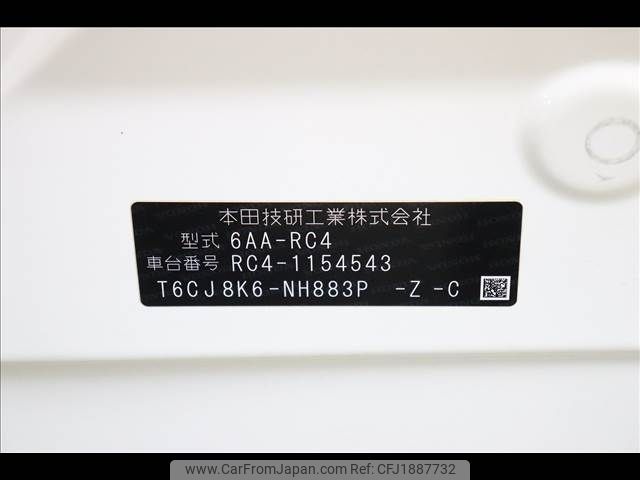 本田技研工業株式会社
型式 6AA-RC4
車台番号 RC4-1154543
T6CJ8K6-NH883P -Z -C
www.CarFromJapan.com CFJ1887732